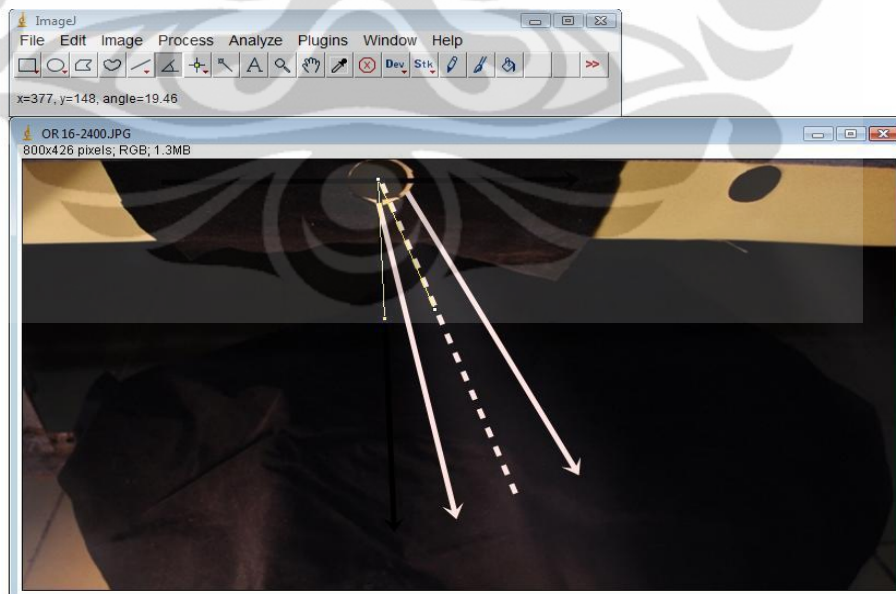 ImageJ
File Edit Image Process Analyze Plugins Window Help
A Dev Stk >>
x=377, y=148, angle=19.46
OR 16-2400.JPG
800x426 pixels; RGB; 1.3MB